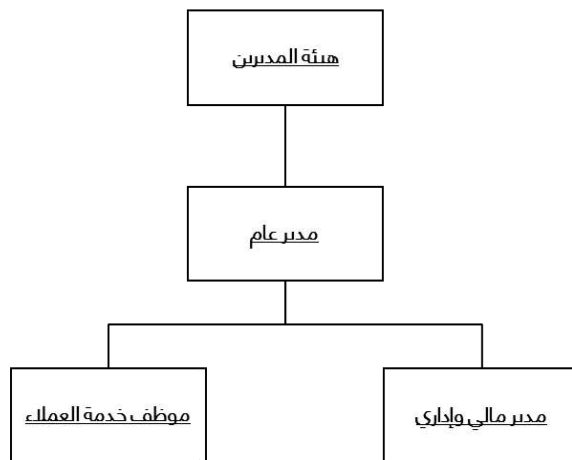 هيئة المديرين
مدير عام
مدير مالي وإداري
موظف خدمة العملاء